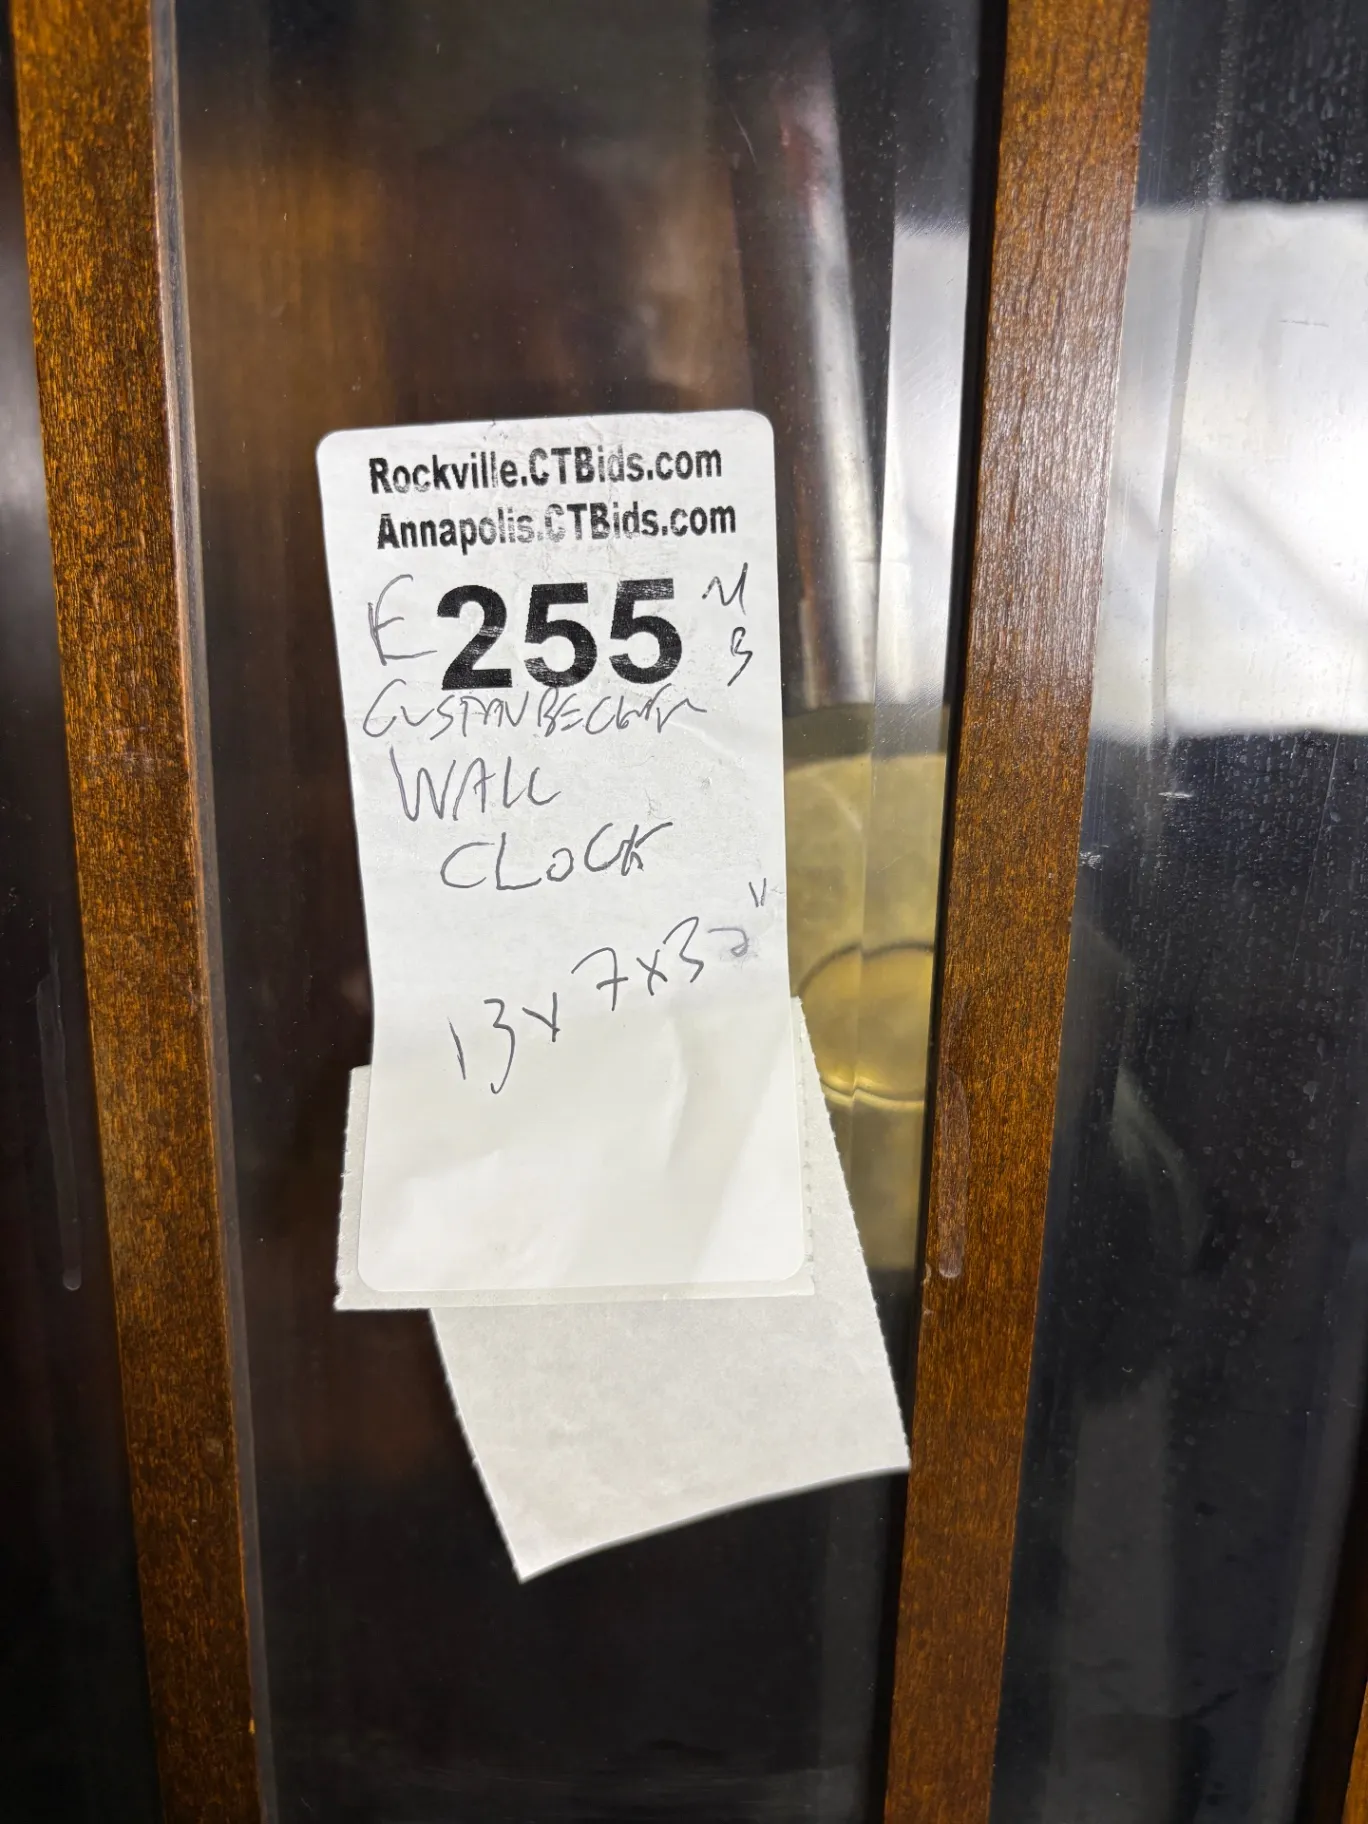 Rockville.CTBids.com
Annapolis.CTBids.com
E 255 M
B
GUSTAV BECKER
WALL
CLOCK
13 x 7 x 32"